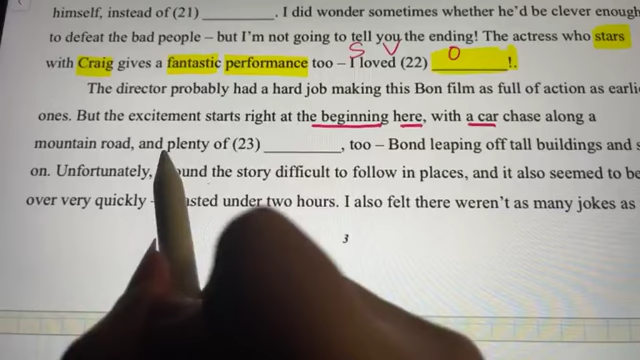 himself, instead of (21) __________. I did wonder sometimes whether he'd be clever enough
to defeat the bad people – but I'm not going to tell you the ending! The actress who stars
S V O
with Craig gives a fantastic performance too – I loved (22) __________!.
The director probably had a hard job making this Bon film as full of action as earli
ones. But the excitement starts right at the beginning here, with a car chase along a
mountain road, and plenty of (23) __________, too – Bond leaping off tall buildings and s
on. Unfortunately, found the story difficult to follow in places, and it also seemed to be
over very quickly - lasted under two hours. I also felt there weren't as many jokes as
3